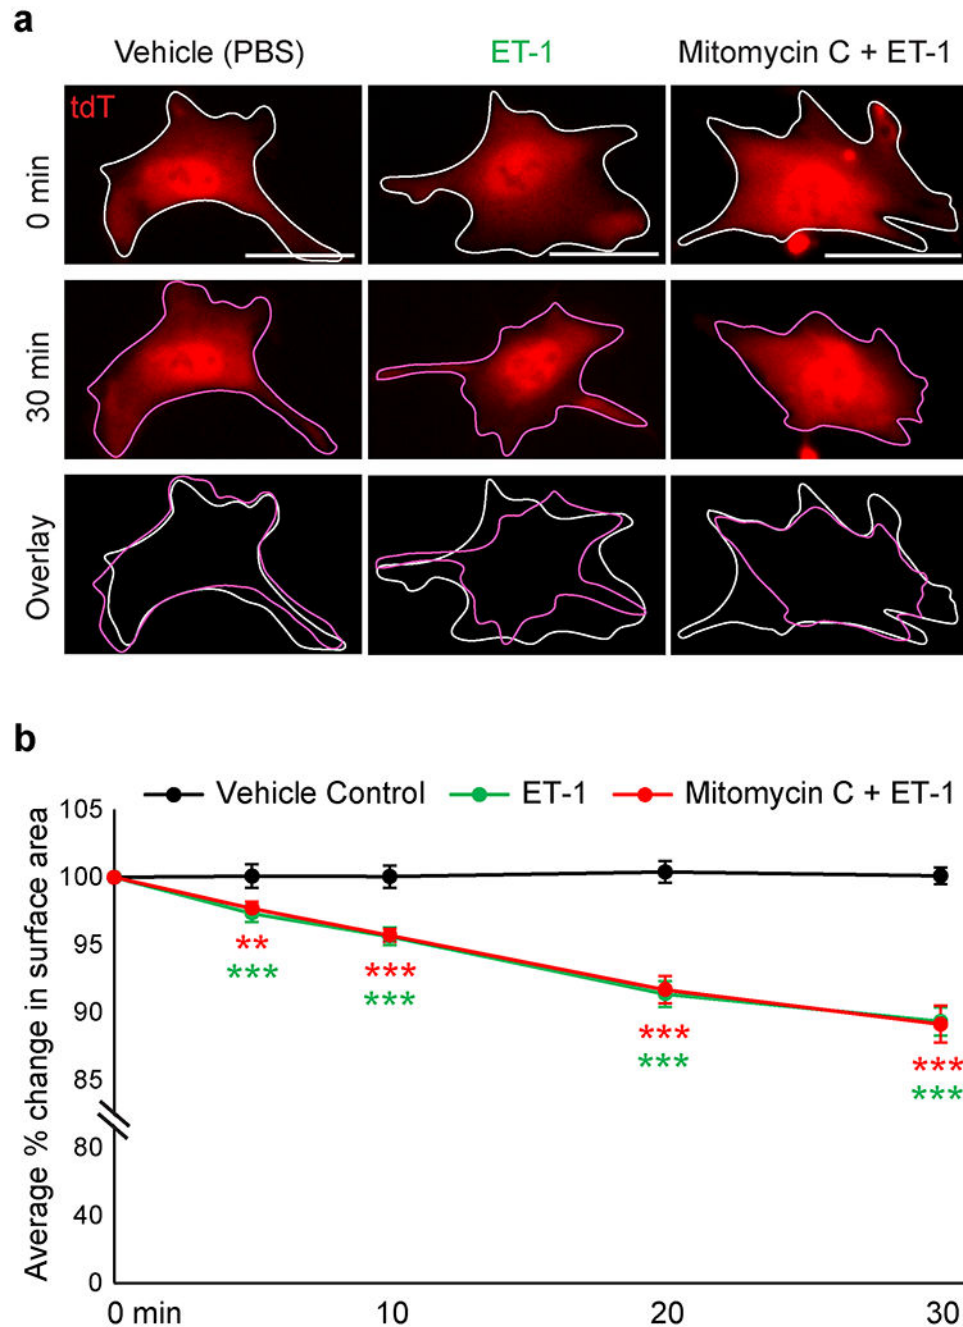 a
Vehicle (PBS) ET-1 Mitomycin C + ET-1
tdT
0 min
30 min
Overlay
b
Vehicle Control ET-1 Mitomycin C + ET-1
Average % change in surface area
105
100
95
90
85
80
40
0
** *** *** ***
*** *** *** ***
0 min 10 20 30